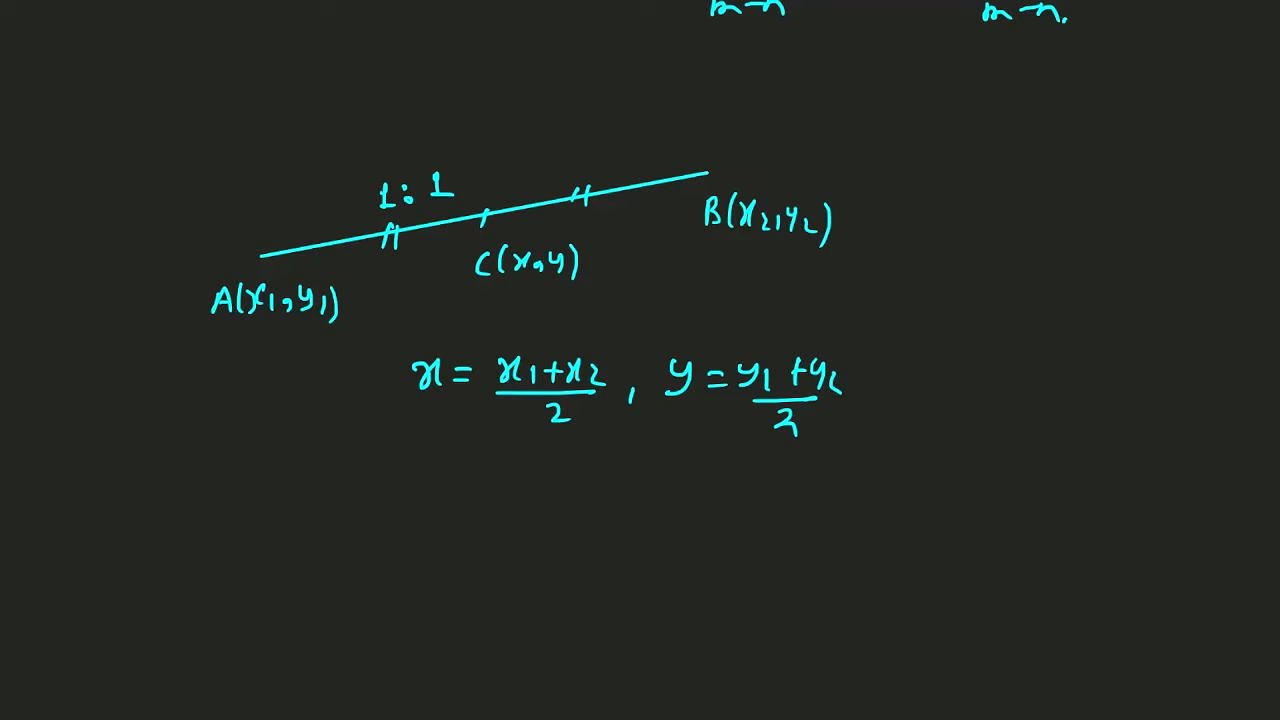 m-n m-n.
1:1
B(x2,y2)
C(x,y)
A(x1,y1)
x = x1+x2/2, y = y1+y2/2